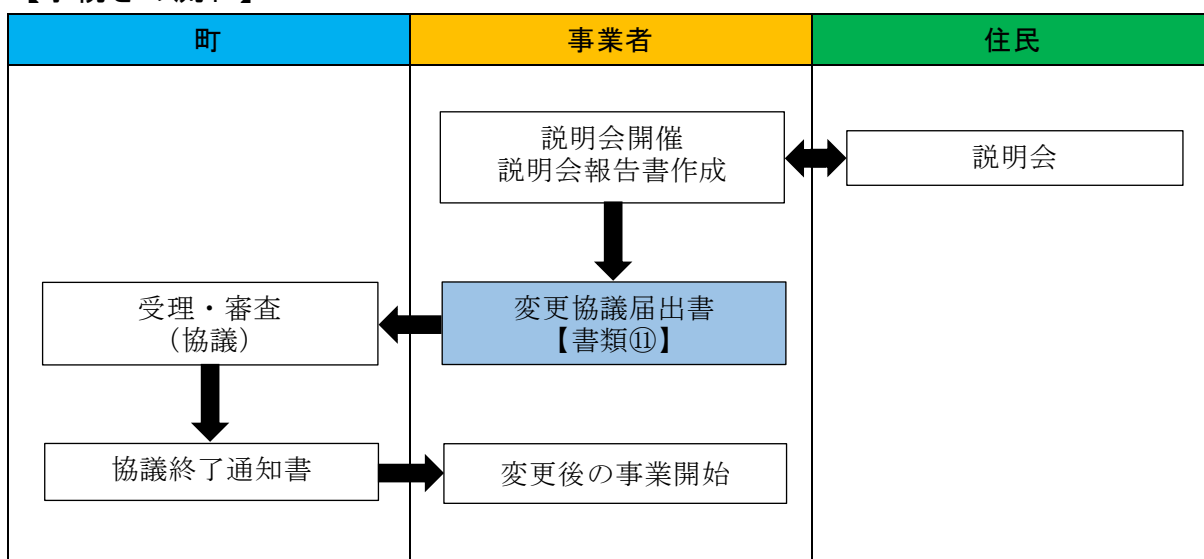 町
事業者
住民
説明会開催
説明会報告書作成
説明会
変更協議届出書
【書類⑪】
受理・審査
(協議)
協議終了通知書
変更後の事業開始